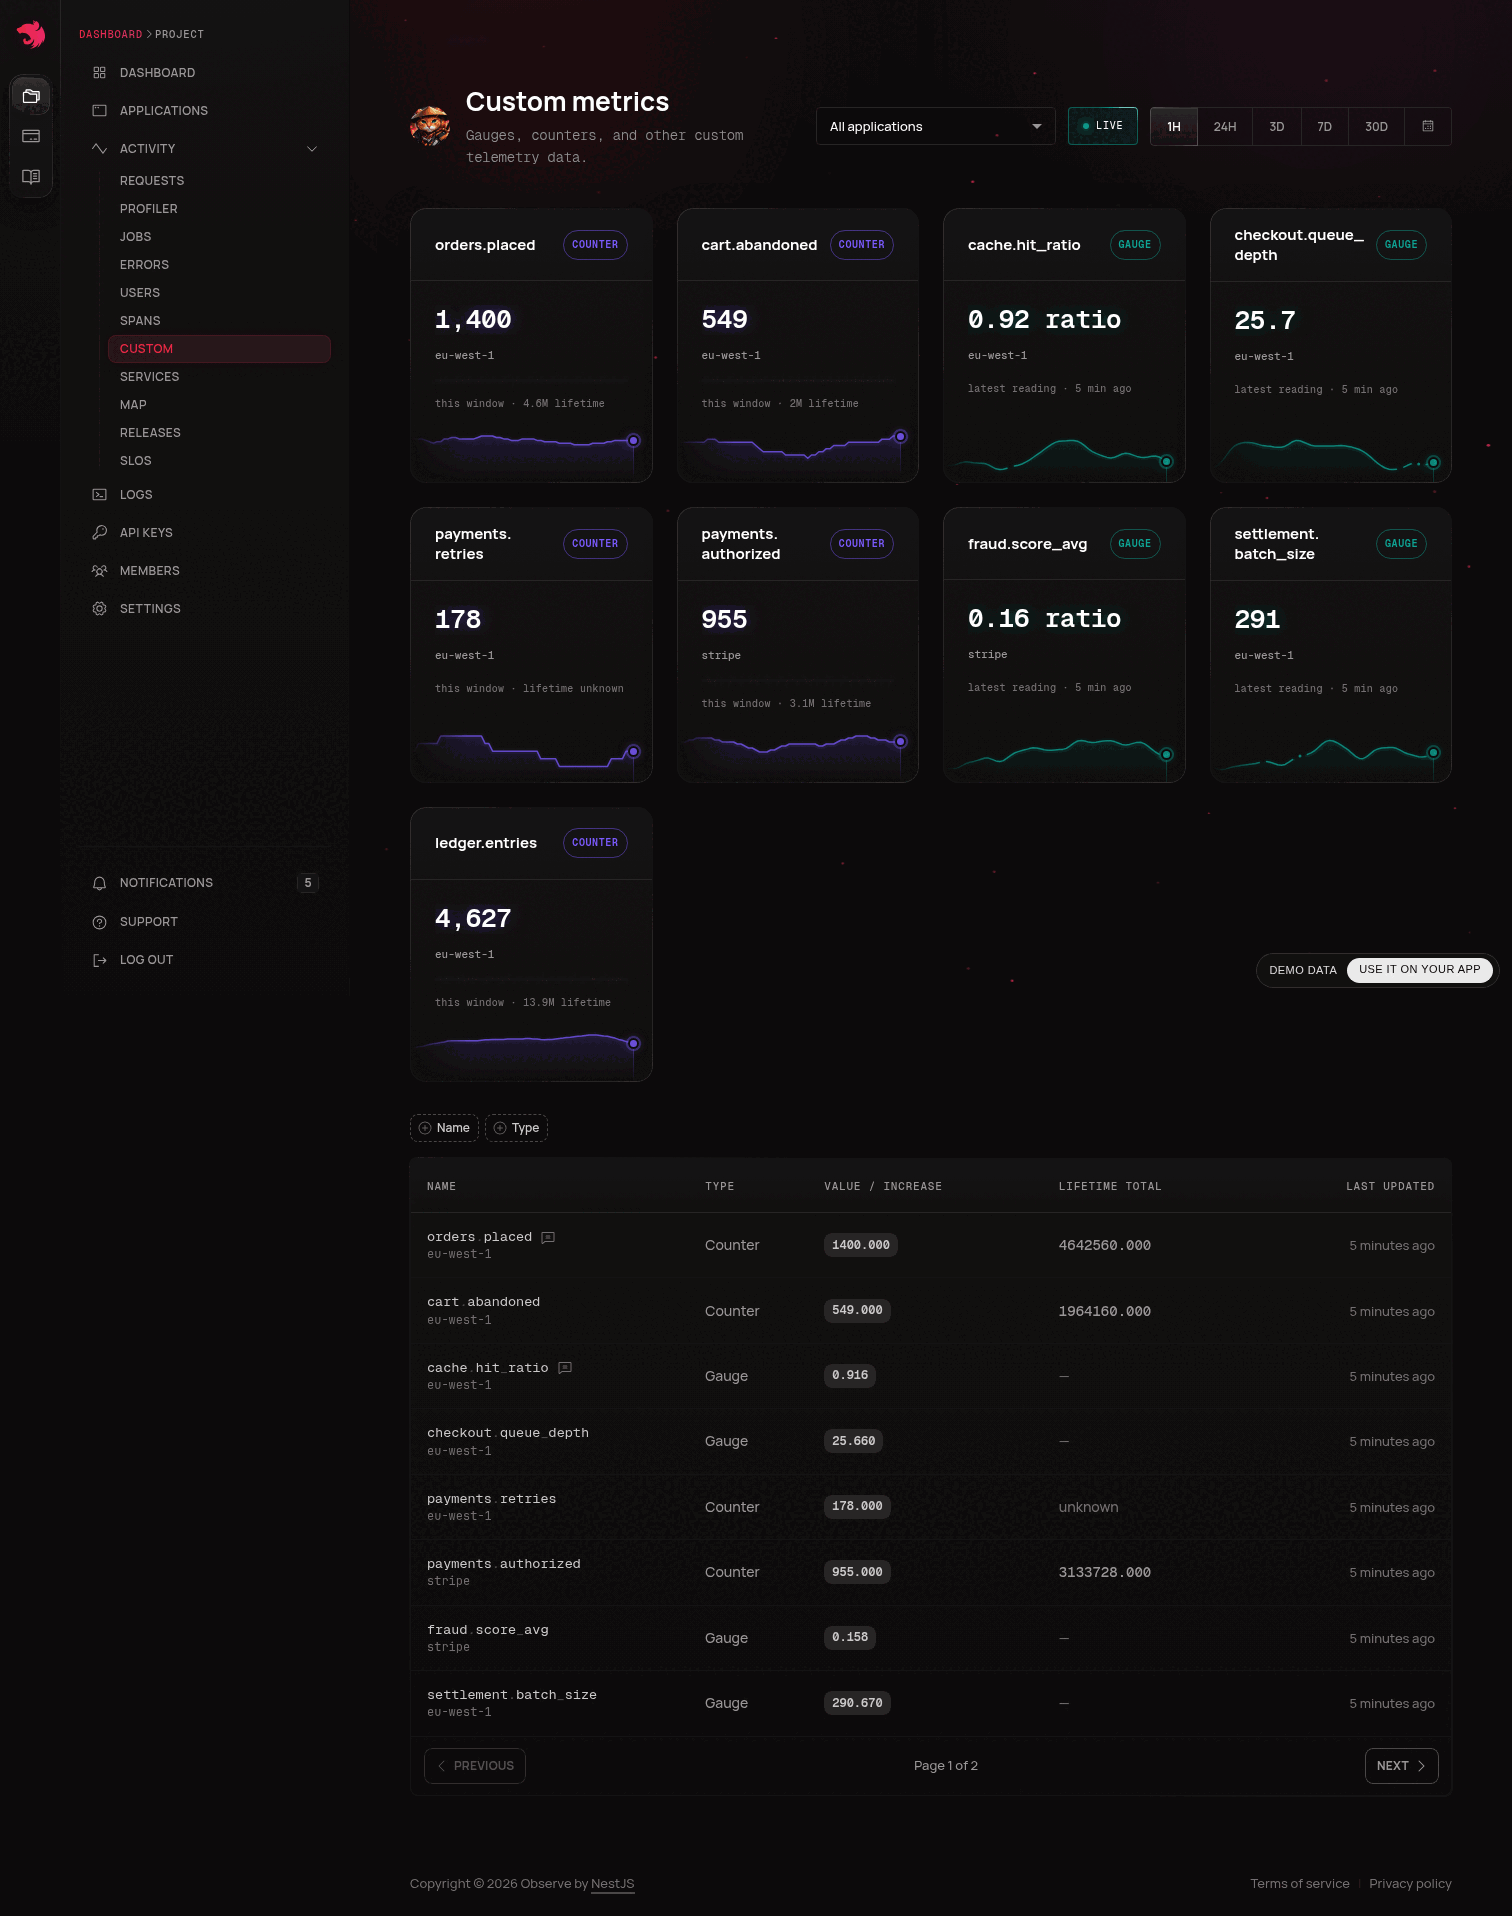 DASHBOARD > PROJECT
DASHBOARD
APPLICATIONS
ACTIVITY
REQUESTS
PROFILER
JOBS
ERRORS
USERS
SPANS
CUSTOM
SERVICES
MAP
RELEASES
SLOS
LOGS
API KEYS
MEMBERS
SETTINGS
NOTIFICATIONS 5
SUPPORT
LOG OUT
Custom metrics
Gauges, counters, and other custom
telemetry data.
All applications
LIVE
1H 24H 3D 7D 30D
orders.placed COUNTER
1,400
eu-west-1
this window · 4.6M lifetime
cart.abandoned COUNTER
549
eu-west-1
this window · 2M lifetime
cache.hit_ratio GAUGE
0.92 ratio
eu-west-1
latest reading · 5 min ago
checkout.queue_
depth
GAUGE
25.7
eu-west-1
latest reading · 5 min ago
payments.
retries
COUNTER
178
eu-west-1
this window · lifetime unknown
payments.
authorized
COUNTER
955
stripe
this window · 3.1M lifetime
fraud.score_avg GAUGE
0.16 ratio
stripe
latest reading · 5 min ago
settlement.
batch_size
GAUGE
291
eu-west-1
latest reading · 5 min ago
ledger.entries COUNTER
4,627
eu-west-1
this window · 13.9M lifetime
DEMO DATA USE IT ON YOUR APP
Name Type
NAME TYPE VALUE / INCREASE LIFETIME TOTAL LAST UPDATED
orders.placed
eu-west-1
Counter 1400.000 4642560.000 5 minutes ago
cart.abandoned
eu-west-1
Counter 549.000 1964160.000 5 minutes ago
cache.hit_ratio
eu-west-1
Gauge 0.916 — 5 minutes ago
checkout.queue_depth
eu-west-1
Gauge 25.660 — 5 minutes ago
payments.retries
eu-west-1
Counter 178.000 unknown 5 minutes ago
payments.authorized
stripe
Counter 955.000 3133728.000 5 minutes ago
fraud.score_avg
stripe
Gauge 0.158 — 5 minutes ago
settlement.batch_size
eu-west-1
Gauge 290.670 — 5 minutes ago
PREVIOUS Page 1 of 2 NEXT
Copyright © 2026 Observe by NestJS
Terms of service | Privacy policy